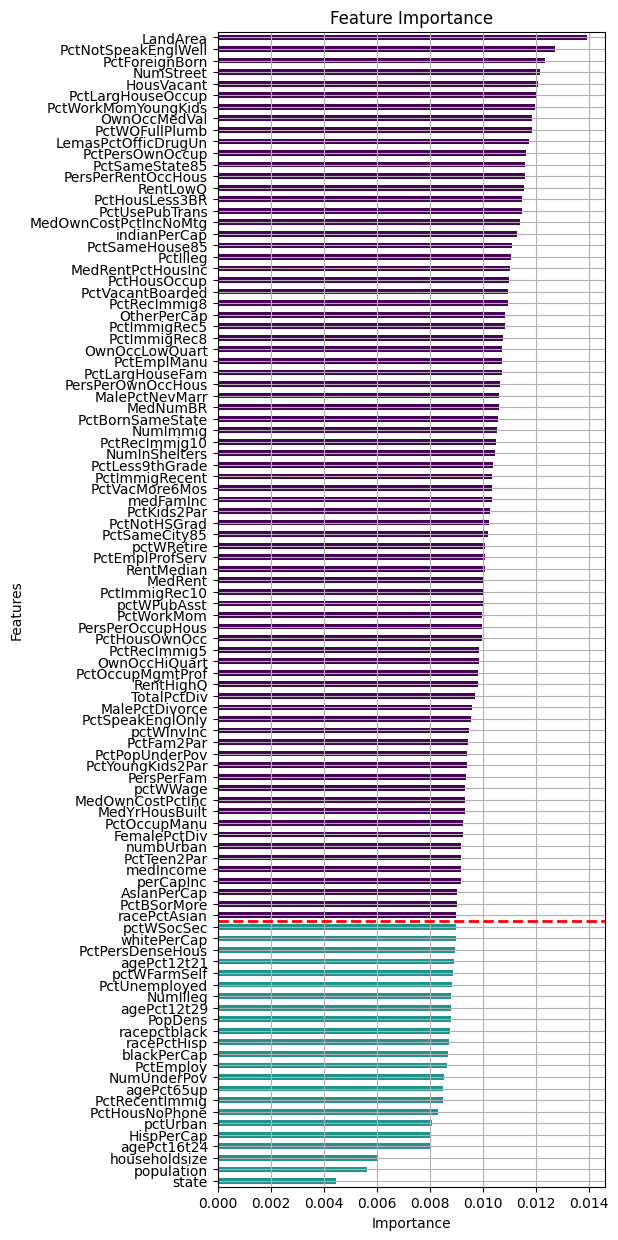 Feature Importance
LandArea
PctNotSpeakEnglWell
PctForeignBorn
NumStreet
HousVacant
PctLargHouseOccup
PctWorkMomYoungKids
OwnOccMedVal
PctWOFullPlumb
LemasPctOfficDrugUn
PctPersOwnOccup
PctSameState85
PersPerRentOccHous
RentLowQ
PctHousLess3BR
PctUsePubTrans
MedOwnCostPctIncNoMtg
indianPerCap
PctSameHouse85
PctIlleg
MedRentPctHousInc
PctHousOccup
PctVacantBoarded
PctRecImmig8
OtherPerCap
PctImmigRec5
PctImmigRec8
OwnOccLowQuart
PctEmplManu
PctLargHouseFam
PersPerOwnOccHous
MalePctNevMarr
MedNumBR
PctBornSameState
NumImmig
PctRecImmig10
NumInShelters
PctLess9thGrade
PctImmigRecent
PctVacMore6Mos
medFamInc
PctKids2Par
PctNotHSGrad
PctSameCity85
pctWRetire
PctEmplProfServ
RentMedian
MedRent
PctImmigRec10
pctWPubAsst
PctWorkMom
PersPerOccupHous
PctHousOwnOcc
PctRecImmig5
OwnOccHiQuart
PctOccupMgmtProf
RentHighQ
TotalPctDiv
MalePctDivorce
PctSpeakEnglOnly
pctWInvInc
PctFam2Par
PctPopUnderPov
PctYoungKids2Par
PersPerFam
pctWWage
MedOwnCostPctInc
MedYrHousBuilt
PctOccupManu
FemalePctDiv
numbUrban
PctTeen2Par
medIncome
perCapInc
AsianPerCap
PctBSorMore
racePctAsian
pctWSocSec
whitePerCap
PctPersDenseHous
agePct12t21
pctWFarmSelf
PctUnemployed
NumIlleg
agePct12t29
PopDens
racepctblack
racePctHisp
blackPerCap
PctEmploy
NumUnderPov
agePct65up
PctRecentImmig
PctHousNoPhone
pctUrban
HispPerCap
agePct16t24
householdsize
population
state
Features
0.000 0.002 0.004 0.006 0.008 0.010 0.012 0.014
Importance